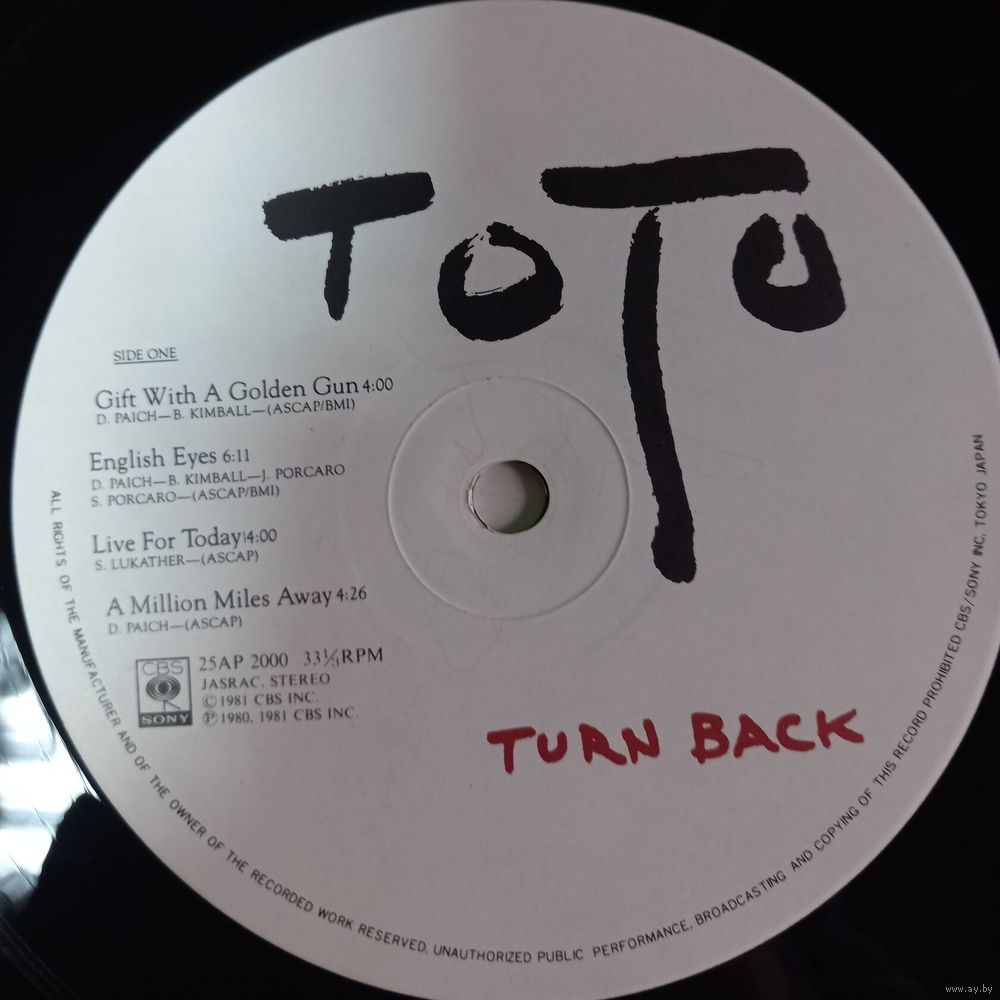 TOTO
SIDE ONE
Gift With A Golden Gun 4:00
D. PAICH—B. KIMBALL—(ASCAP/BMI)
English Eyes 6:11
D. PAICH—B. KIMBALL—J. PORCARO
S. PORCARO—(ASCAP/BMI)
Live For Today 4:00
S. LUKATHER—(ASCAP)
A Million Miles Away 4:26
D. PAICH—(ASCAP)
CBS
SONY
25AP 2000 33⅓RPM
JASRAC. STEREO
©1981 CBS INC.
℗1980, 1981 CBS INC.
TURN BACK
ALL RIGHTS OF THE MANUFACTURER AND OF THE OWNER OF THE RECORDED WORK RESERVED. UNAUTHORIZED PUBLIC PERFORMANCE, BROADCASTING AND COPYING OF THIS RECORD PROHIBITED CBS/SONY INC, TOKYO JAPAN
www.ay.by